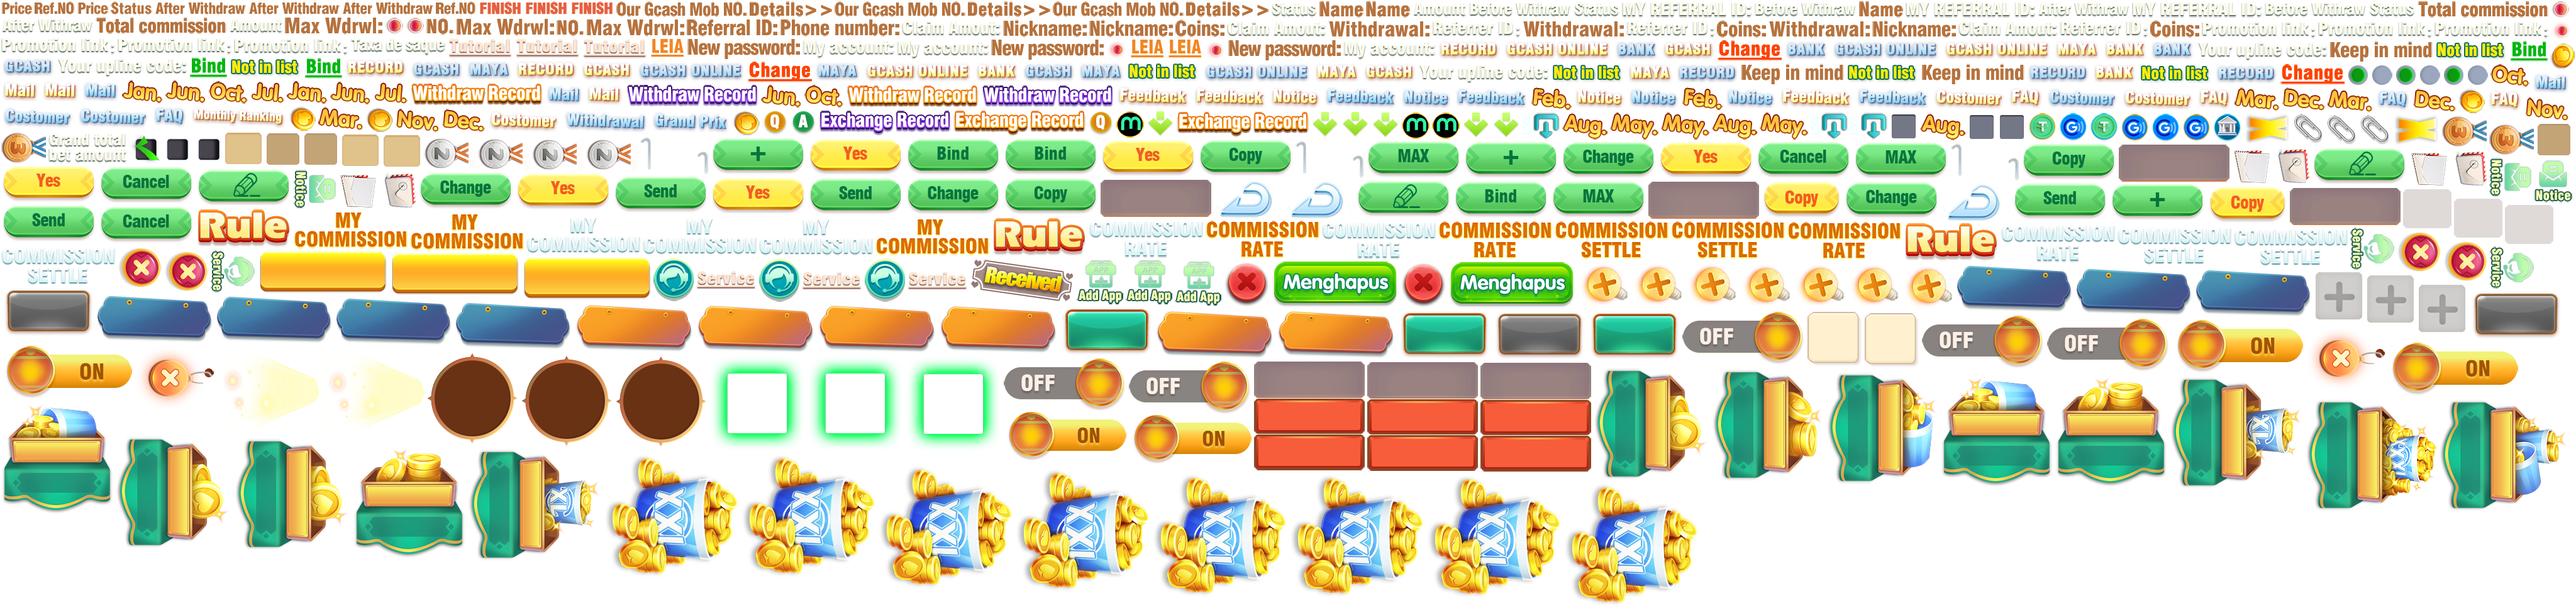 Price Ref.NO Price Status After Withdraw After Withdraw After Withdraw Ref.NO FINISH FINISH FINISH Our Gcash Mob NO. Details>> Our Gcash Mob NO. Details>> Our Gcash Mob NO. Details>> Status Name Name Amount Before Withdraw Status MY REFERRAL ID: Before Withdraw Name MY REFERRAL ID: After Withdraw MY REFERRAL ID: Before Withdraw Status Total commission
After Withdraw Total commission Amount Max Wdrwl: NO. Max Wdrwl: NO. Max Wdrwl: Referral ID: Phone number: Claim Amout: Nickname: Nickname: Coins: Claim Amout: Withdrawal: Referrer ID: Withdrawal: Referrer ID: Coins: Withdrawal: Nickname: Claim Amout: Referrer ID: Coins: Promotion link: Promotion link: Promotion link:
Promotion link: Promotion link: Promotion link: Taxa de saque Tutorial Tutorial Tutorial LEIA New password: My account: My account: New password: LEIA LEIA New password: My account: RECORD GCASH ONLINE BANK GCASH Change BANK GCASH ONLINE GCASH ONLINE MAYA BANK BANK Your upline code: Keep in mind Not in list Bind
GCASH Your upline code: Bind Not in list Bind RECORD GCASH MAYA RECORD GCASH GCASH ONLINE Change MAYA GCASH ONLINE BANK GCASH MAYA Not in list GCASH ONLINE MAYA GCASH Your upline code: Not in list MAYA RECORD Keep in mind Not in list Keep in mind RECORD BANK Not in list RECORD Change Oct. Mail
Mail Mail Mail Jan. Jun. Oct. Jul. Jan. Jun. Jul. Withdraw Record Mail Mail Withdraw Record Jun. Oct. Withdraw Record Withdraw Record Feedback Feedback Notice Feedback Notice Feedback Feb. Notice Notice Feb. Notice Feedback Feedback Customer FAQ Customer Customer FAQ Mar. Dec. Mar. FAQ Dec. FAQ Nov.
Customer Customer FAQ Monthly Ranking Mar. Nov. Dec. Customer Withdrawal Grand Prix Q A Exchange Record Exchange Record Q Exchange Record Aug. May. May. Aug. May. Aug.
Grand total
bet amount + Yes Bind Bind Yes Copy MAX + Change Yes Cancel MAX Copy
Yes Cancel Notice Change Yes Send Yes Send Change Copy Bind MAX Copy Change Send + Copy Notice Notice
Send Cancel Rule MY COMMISSION MY COMMISSION MY COMMISSION MY COMMISSION MY COMMISSION MY COMMISSION Rule COMMISSION RATE COMMISSION RATE COMMISSION RATE COMMISSION RATE COMMISSION SETTLE COMMISSION SETTLE COMMISSION RATE Rule COMMISSION RATE COMMISSION SETTLE COMMISSION SETTLE Service Service
COMMISSION SETTLE Service Service Service Service Received Add App Add App Add App Menghapus Menghapus
OFF OFF OFF ON
ON OFF OFF ON
ON ON